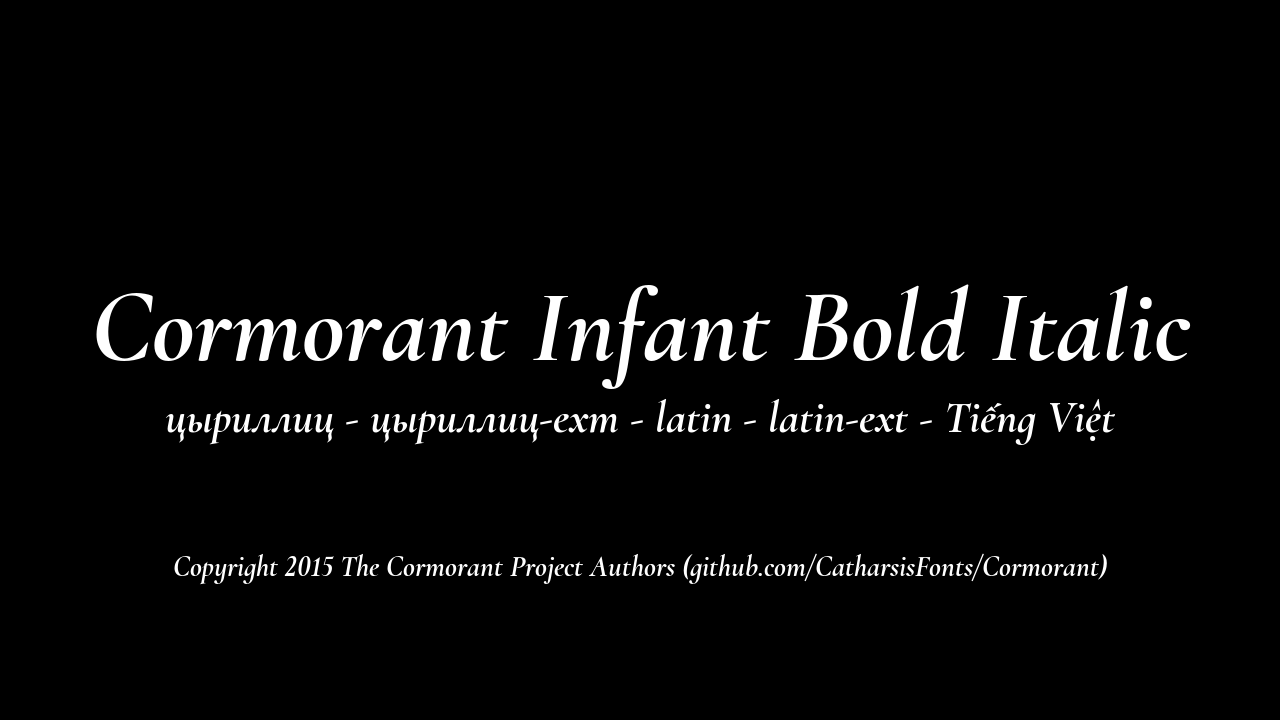 Cormorant Infant Bold Italic
цыриллиц - цыриллиц-ext - latin - latin-ext - Tiếng Việt
Copyright 2015 The Cormorant Project Authors (github.com/CatharsisFonts/Cormorant)